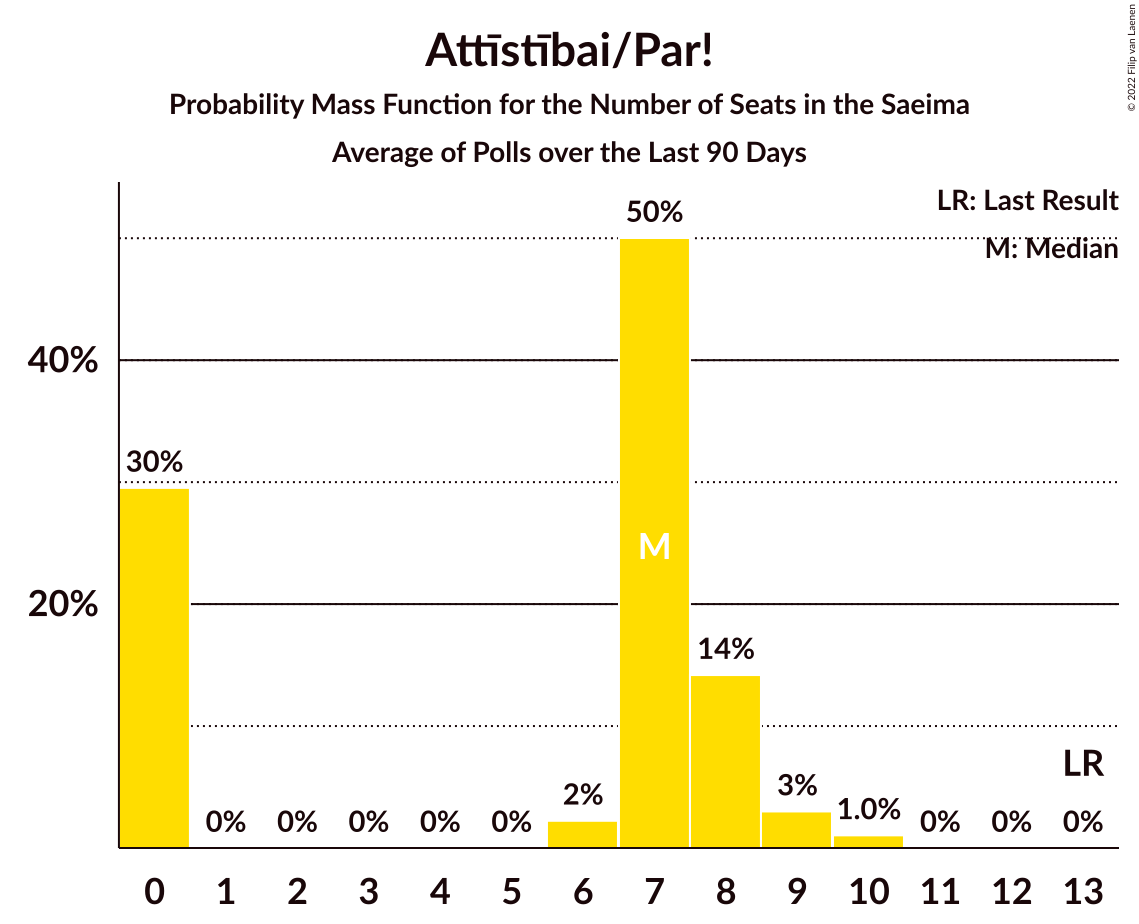 Attīstībai/Par!
Probability Mass Function for the Number of Seats in the Saeima
Average of Polls over the Last 90 Days
© 2022 Filip van Laenen
LR: Last Result
M: Median
50%
40%
30%
M
20%
14%
LR
2%
3%
1.0%
0% 0% 0% 0% 0% 0% 0% 0%
0 1 2 3 4 5 6 7 8 9 10 11 12 13